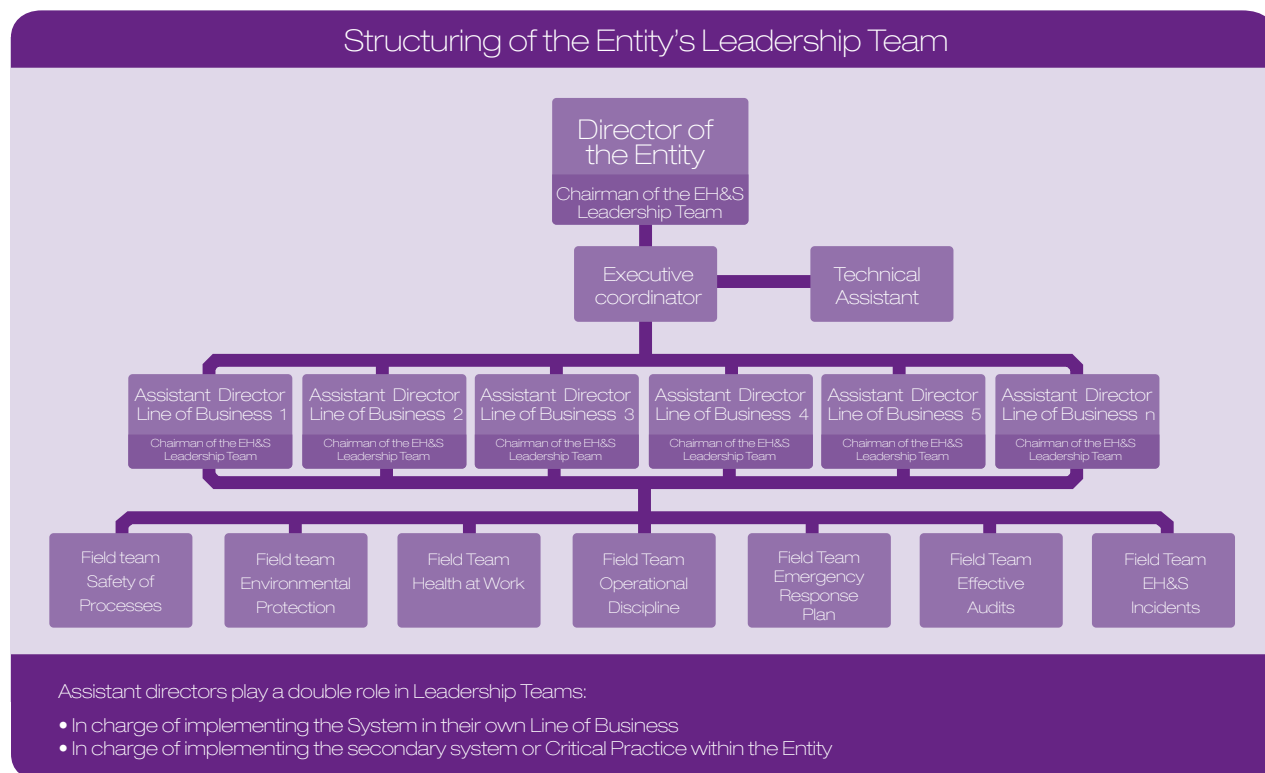 Structuring of the Entity's Leadership Team
Director of
the Entity
Chairman of the EH&S
Leadership Team
Executive
coordinator
Technical
Assistant
Assistant Director
Line of Business 1
Chairman of the EH&S
Leadership Team
Assistant Director
Line of Business 2
Chairman of the EH&S
Leadership Team
Assistant Director
Line of Business 3
Chairman of the EH&S
Leadership Team
Assistant Director
Line of Business 4
Chairman of the EH&S
Leadership Team
Assistant Director
Line of Business 5
Chairman of the EH&S
Leadership Team
Assistant Director
Line of Business n
Chairman of the EH&S
Leadership Team
Field team
Safety of
Processes
Field team
Environmental
Protection
Field Team
Health at Work
Field Team
Operational
Discipline
Field Team
Emergency
Response
Plan
Field Team
Effective
Audits
Field Team
EH&S
Incidents
Assistant directors play a double role in Leadership Teams:
• In charge of implementing the System in their own Line of Business
• In charge of implementing the secondary system or Critical Practice within the Entity